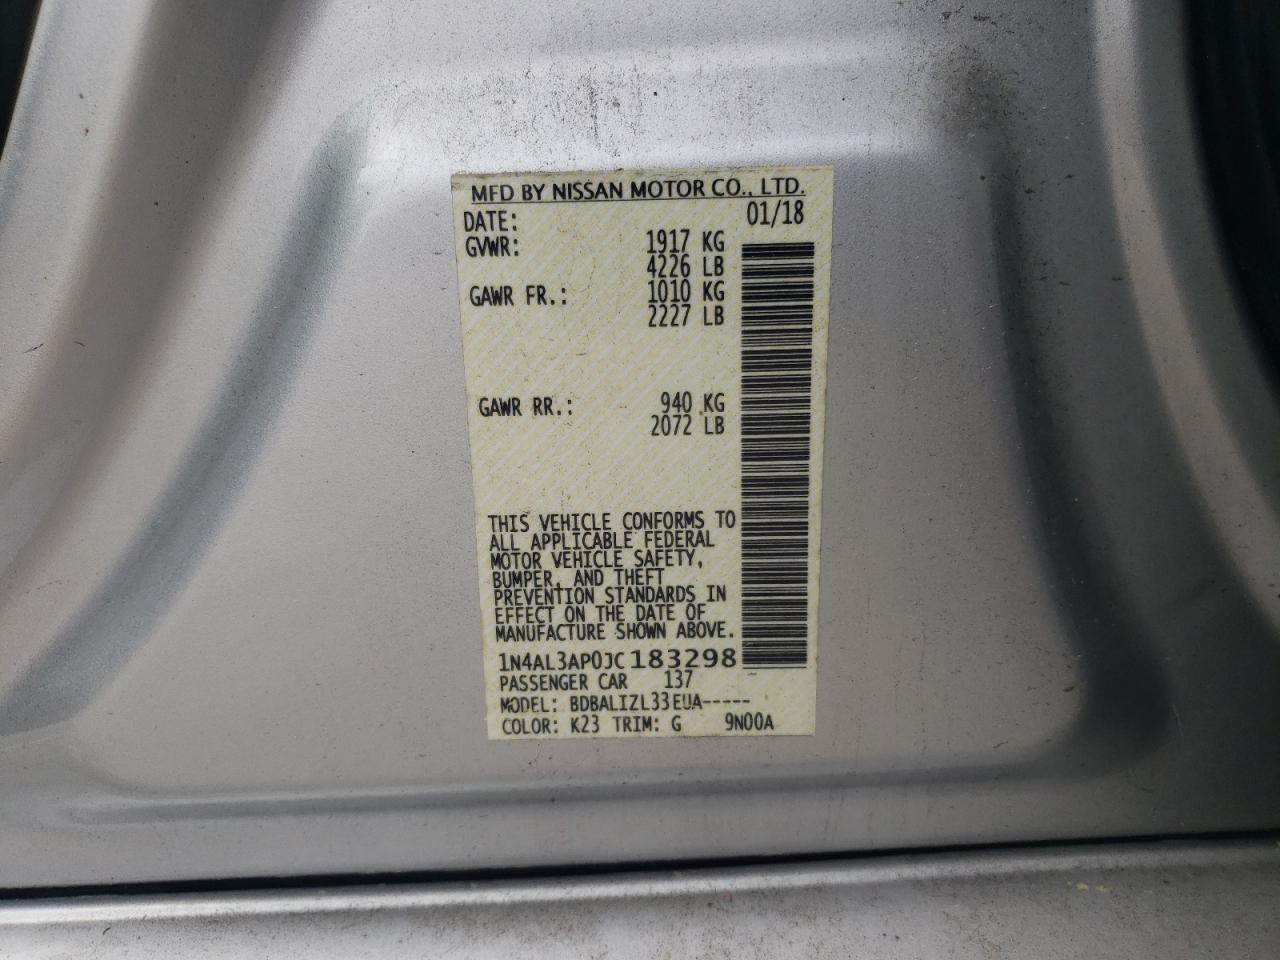 MFD BY NISSAN MOTOR CO., LTD.
DATE: 01/18
GVWR: 1917 KG
4226 LB
GAWR FR.: 1010 KG
2227 LB
GAWR RR.: 940 KG
2072 LB
THIS VEHICLE CONFORMS TO
ALL APPLICABLE FEDERAL
MOTOR VEHICLE SAFETY,
BUMPER, AND THEFT
PREVENTION STANDARDS IN
EFFECT ON THE DATE OF
MANUFACTURE SHOWN ABOVE.
1N4AL3AP0JC183298
PASSENGER CAR 137
MODEL: BDBALIZL33EUA-----
COLOR: K23 TRIM: G 9N00A